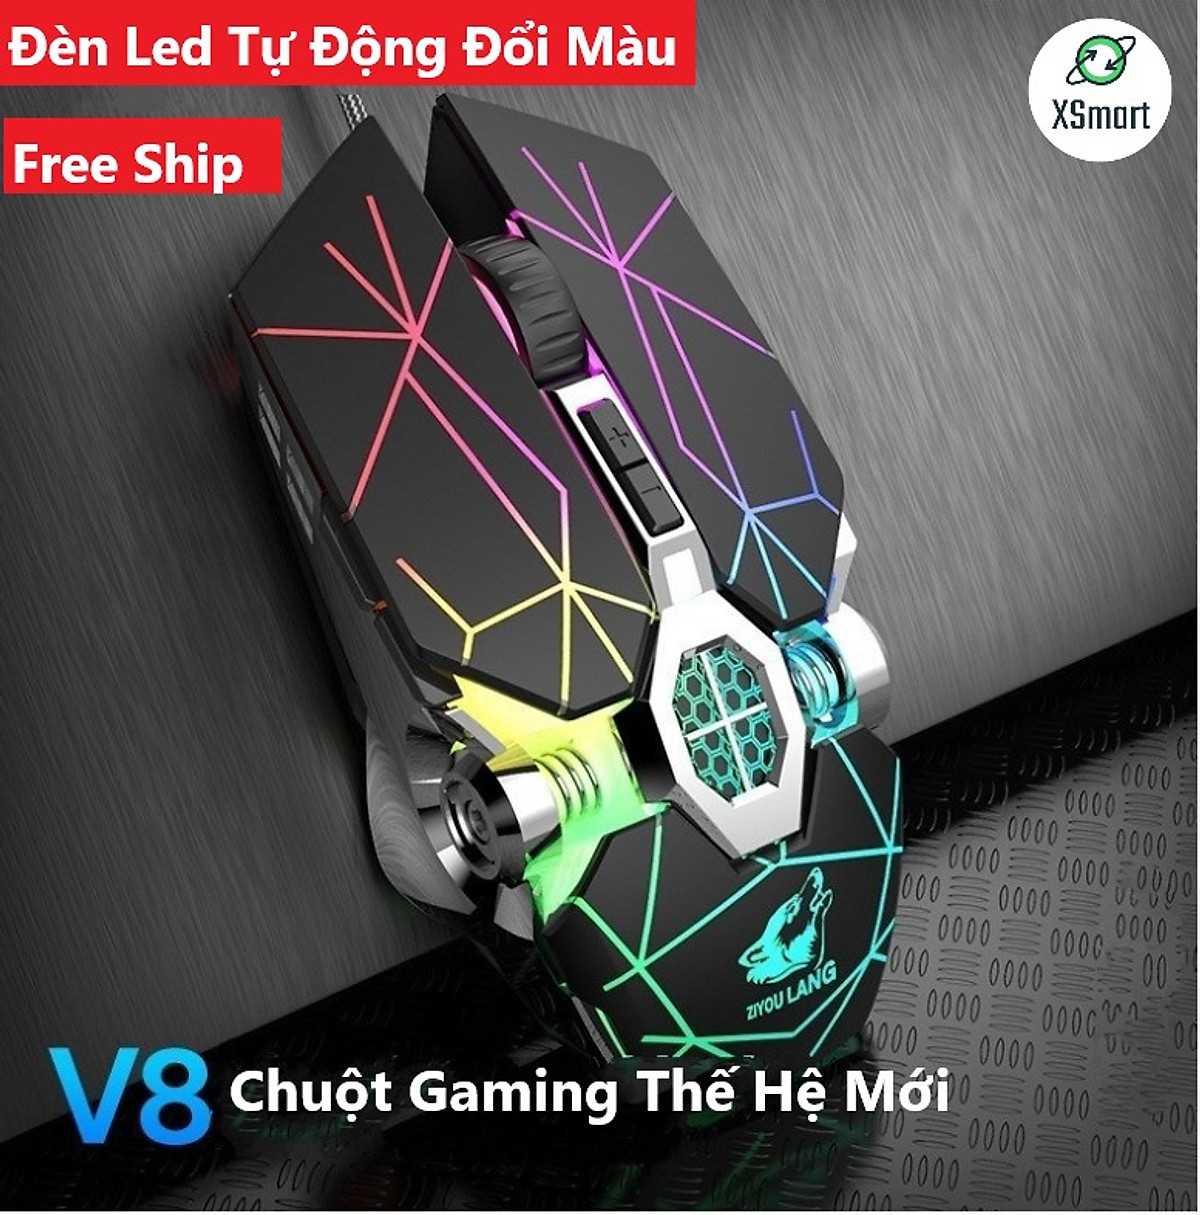 Đèn Led Tự Động Đổi Màu
XSmart
Free Ship
ZIYOU LANG
V8 Chuột Gaming Thế Hệ Mới